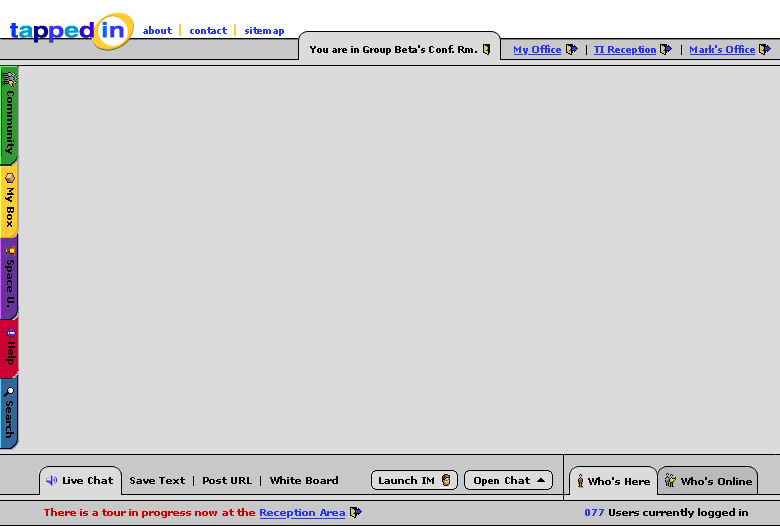 tapped in
about | contact | sitemap
You are in Group Beta's Conf. Rm.
My Office | TI Reception | Mark's Office
Community
My Box
Space U.
Help
Search
Live Chat Save Text | Post URL | White Board Launch IM Open Chat Who's Here Who's Online
There is a tour in progress now at the Reception Area 077 Users currently logged in